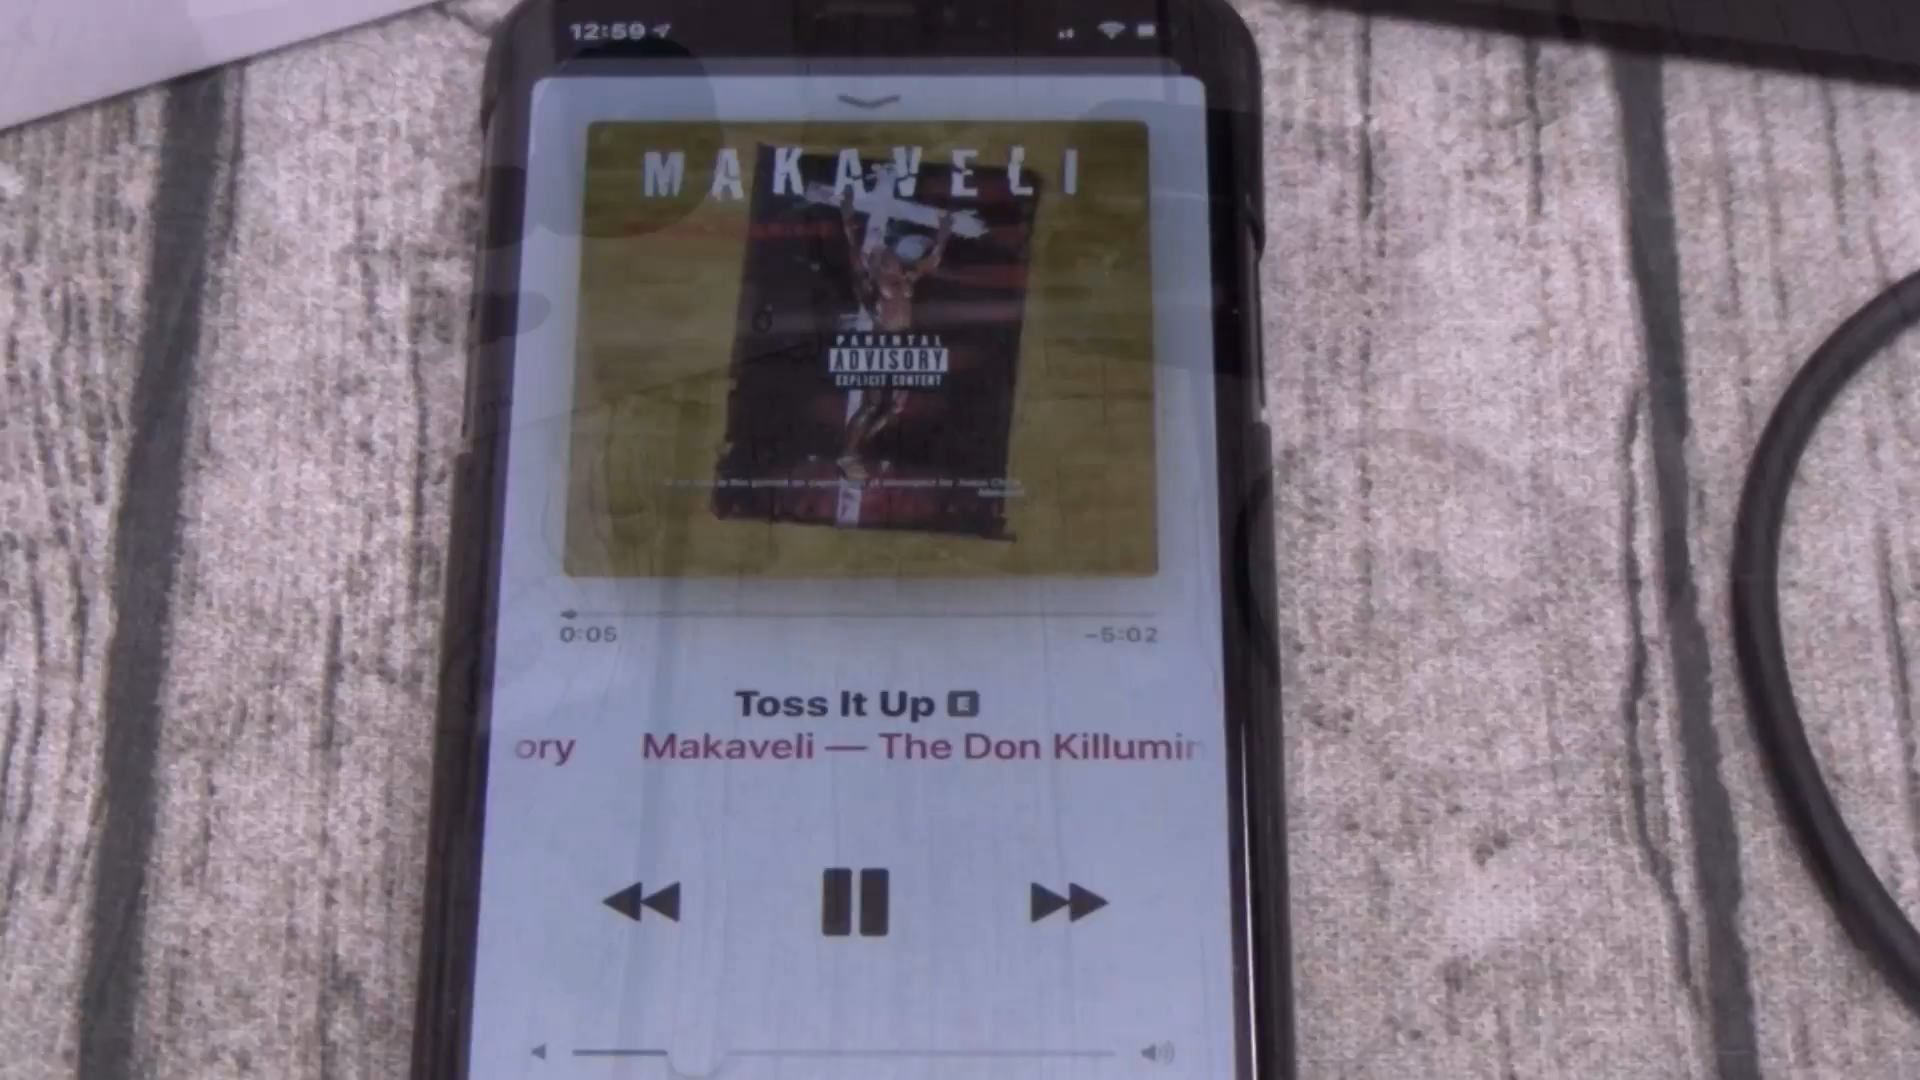 12:59
MAKAVELI
PARENTAL
ADVISORY
EXPLICIT CONTENT
0:05
-5:02
Toss It Up E
ory Makaveli — The Don Killumin